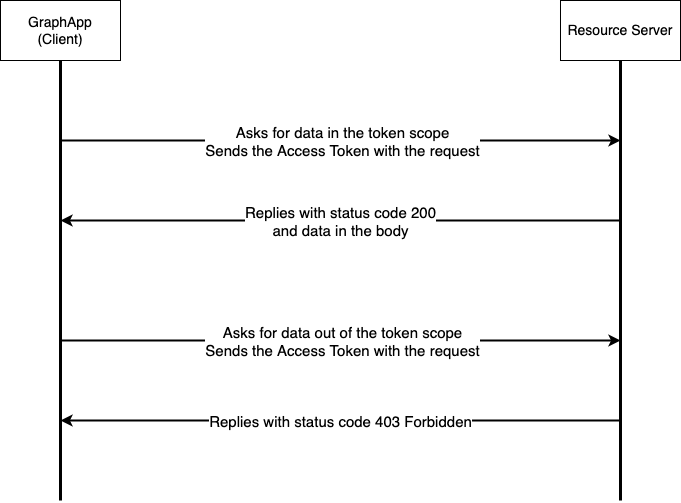 GraphApp
(Client)
Resource Server
Asks for data in the token scope
Sends the Access Token with the request
Replies with status code 200
and data in the body
Asks for data out of the token scope
Sends the Access Token with the request
Replies with status code 403 Forbidden